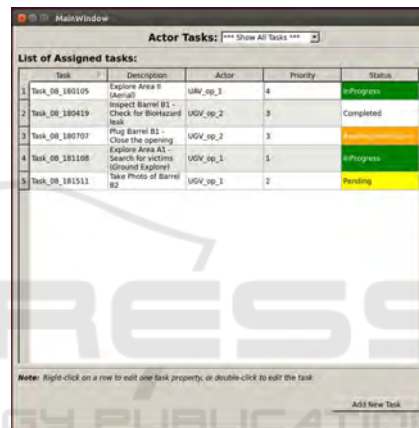 MainWindow
Actor Tasks: *** Show All Tasks ***
List of Assigned tasks:
Task Description Actor Priority Status
1 Task_08_180105 Explore Area II (Aerial) UAV_op_1 4 InProgress
2 Task_08_180419 Inspect Barrel B1 - Check for BioHazard leak UGV_op_2 3 Completed
3 Task_08_180707 Plug Barrel B1 - Close the opening UGV_op_2 3
4 Task_08_181108 Explore Area A1 - Search for victims (Ground Explore) UGV_op_1 1 InProgress
5 Task_08_181511 Take Photo of Barrel B2 UGV_op_1 2 Pending
Note: Right-click on a row to edit one task property, or double-click to edit the task
Add New Task
RESS
GY PUBLICATION